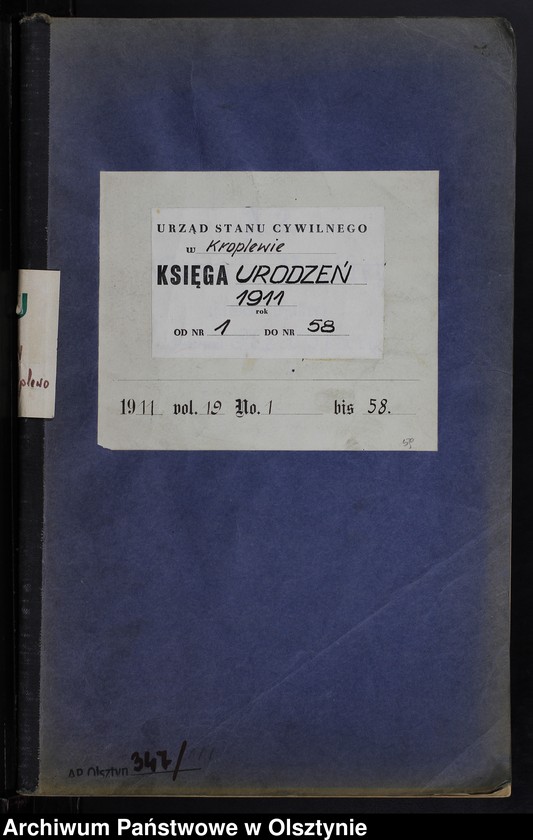 URZĄD STANU CYWILNEGO
w Kroplewie
KSIĘGA URODZEŃ
1911
rok
OD NR 1 DO NR 58
1911 vol. 19 No. 1 bis 58.
U
plewo
AP Olsztyn 347/
Archiwum Państwowe w Olsztynie